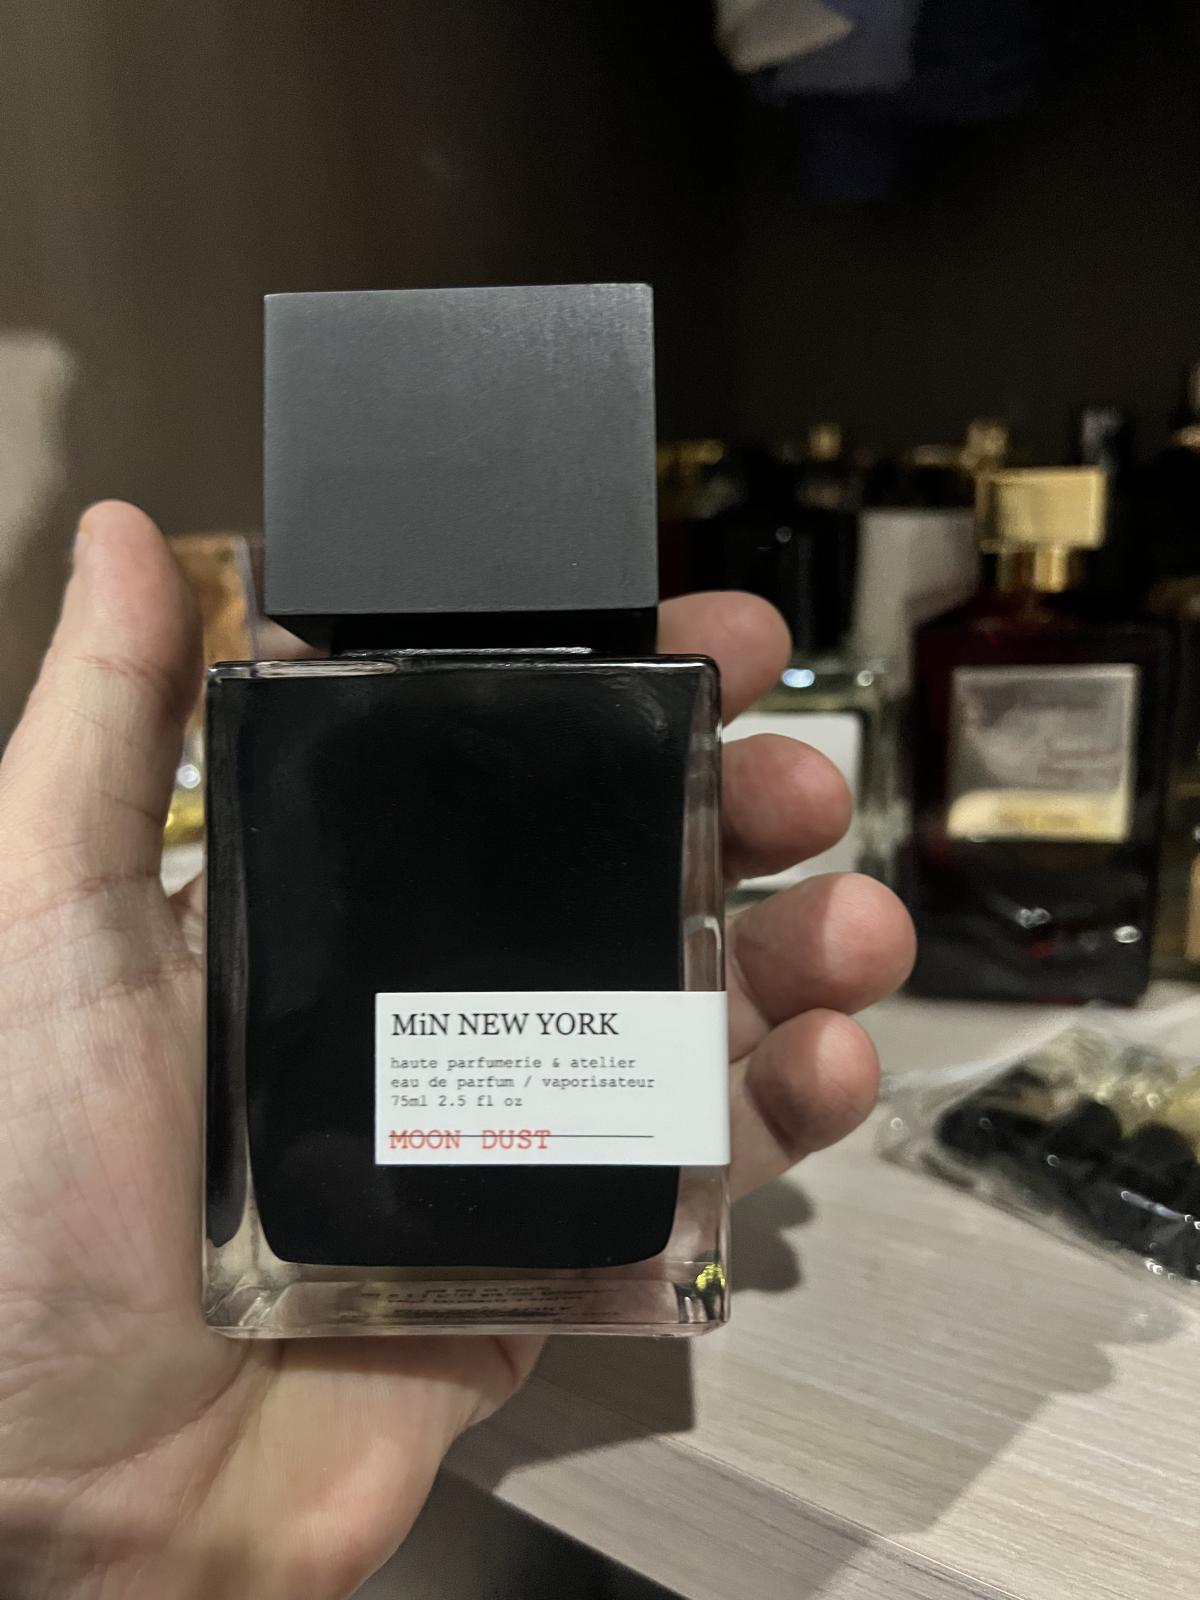 MiN NEW YORK
haute parfumerie & atelier
eau de parfum / vaporisateur
75ml 2.5 fl oz
MOON DUST